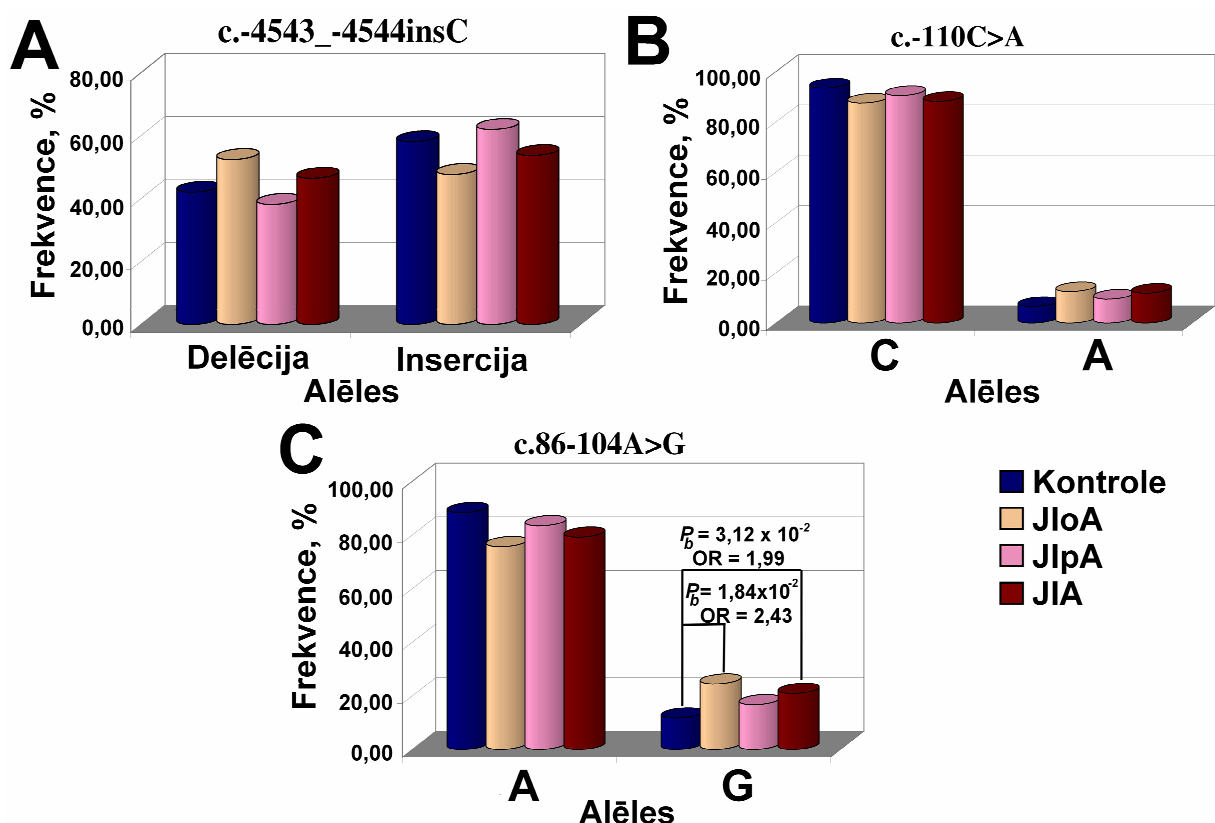 A
c.-4543_-4544insC
Frekvence, %
80,00
60,00
40,00
20,00
0,00
Delēcija
Insercija
Alēles
B
c.-110C>A
Frekvence, %
100,00
80,00
60,00
40,00
20,00
0,00
C
A
Alēles
C
c.86-104A>G
Frekvence, %
100,00
80,00
60,00
40,00
20,00
0,00
Pb= 3,12 x 10-2
OR = 1,99
Pb= 1,84x10-2
OR = 2,43
A
G
Alēles
Kontrole
JIoA
JIpA
JIA